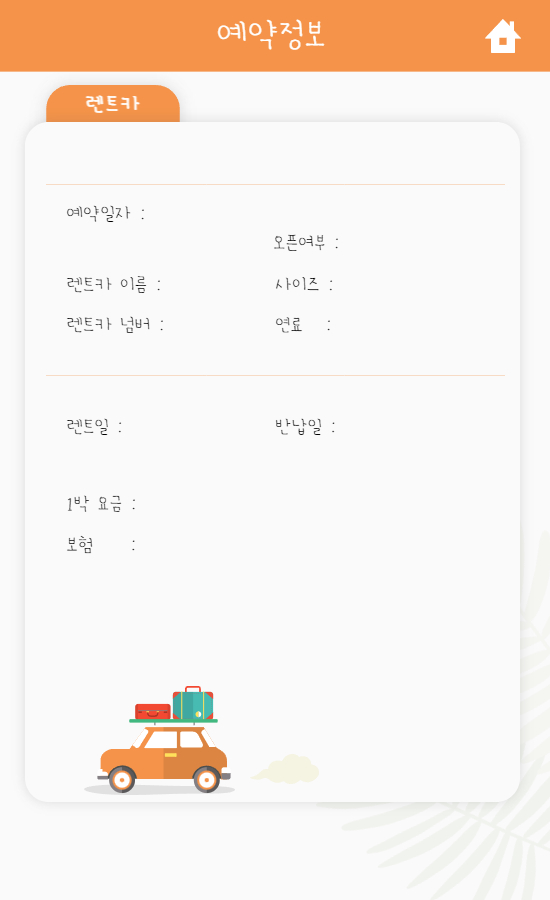 예약정보
렌트카
예약일자 :
오픈여부 :
렌트카 이름 : 사이즈 :
렌트카 넘버 : 연료 :
렌트일 : 반납일 :
1박 요금 :
보험 :